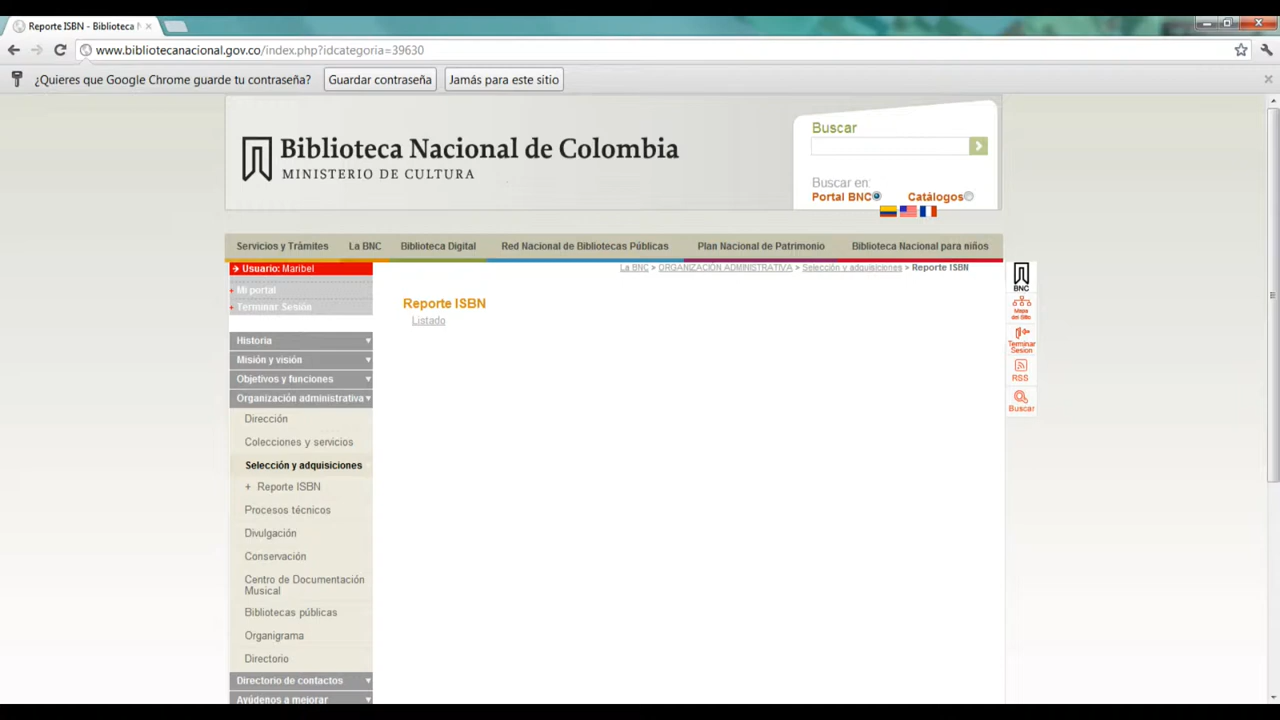 Reporte ISBN - Biblioteca N
www.bibliotecanacional.gov.co/index.php?idcategoria=39630
¿Quieres que Google Chrome guarde tu contraseña? Guardar contraseña Jamás para este sitio
Biblioteca Nacional de Colombia
MINISTERIO DE CULTURA
Buscar
Buscar en:
Portal BNC Catálogos
Servicios y Trámites La BNC Biblioteca Digital Red Nacional de Bibliotecas Públicas Plan Nacional de Patrimonio Biblioteca Nacional para niños
Usuario: Maribel
Mi portal
Terminar Sesión
La BNC > ORGANIZACIÓN ADMINISTRATIVA > Selección y adquisiciones > Reporte ISBN
Reporte ISBN
Listado
Historia
Misión y visión
Objetivos y funciones
Organización administrativa
Dirección
Colecciones y servicios
Selección y adquisiciones
+ Reporte ISBN
Procesos técnicos
Divulgación
Conservación
Centro de Documentación
Musical
Bibliotecas públicas
Organigrama
Directorio
Directorio de contactos
Ayúdenos a mejorar
BNC
Mapa
del Sitio
Terminar
Sesion
RSS
Buscar